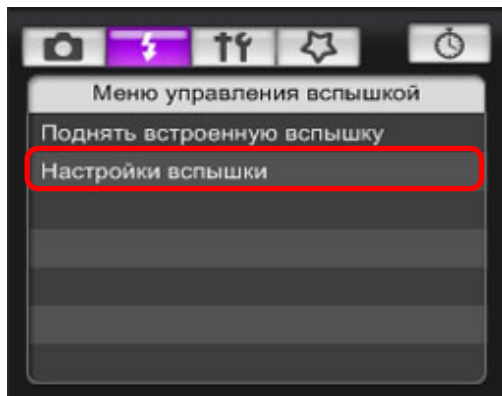 Меню управления вспышкой
Поднять встроенную вспышку
Настройки вспышки